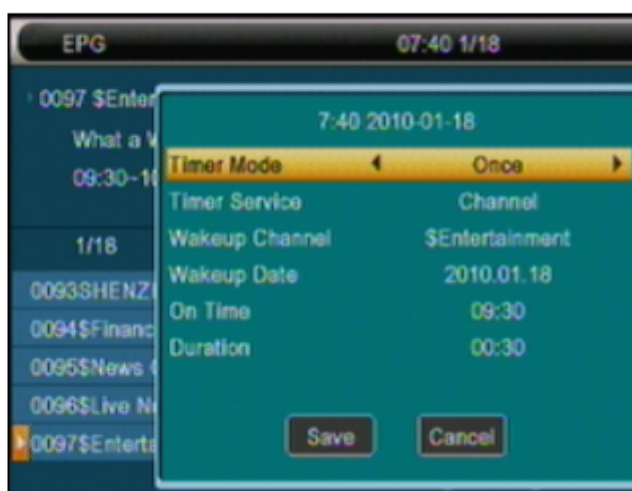 EPG 07:40 1/18
0097 $Enter
What a
09:30~10
1/18
0093SHENZ
0094$Financ
0095$News
0096$Live N
0097$Enterta
7:40 2010-01-18
Timer Mode Once
Timer Service Channel
Wakeup Channel $Entertainment
Wakeup Date 2010.01.18
On Time 09:30
Duration 00:30
Save Cancel